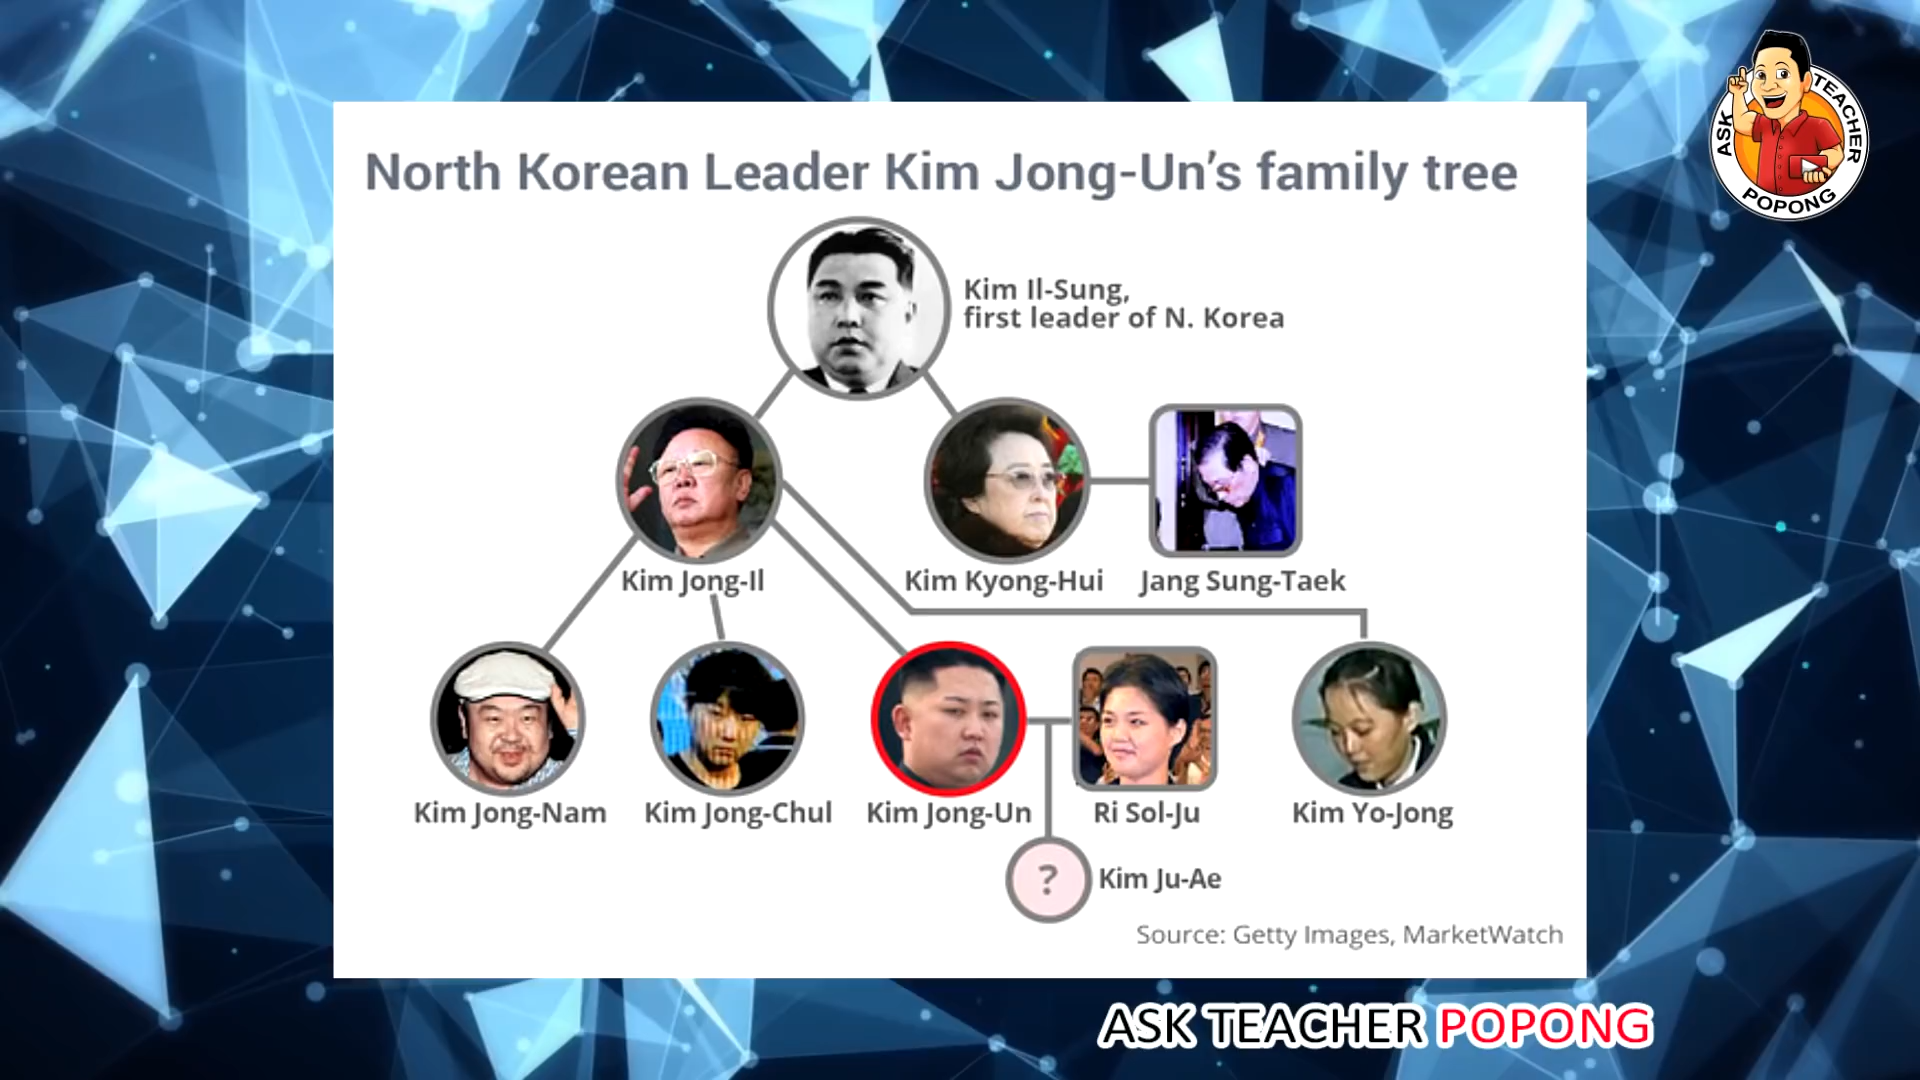 North Korean Leader Kim Jong-Un’s family tree
ASK TEACHER POPONG
Kim Il-Sung,
first leader of N. Korea
Kim Jong-Il
Kim Kyong-Hui
Jang Sung-Taek
Kim Jong-Nam
Kim Jong-Chul
Kim Jong-Un
Ri Sol-Ju
Kim Yo-Jong
?
Kim Ju-Ae
Source: Getty Images, MarketWatch
ASK TEACHER POPONG